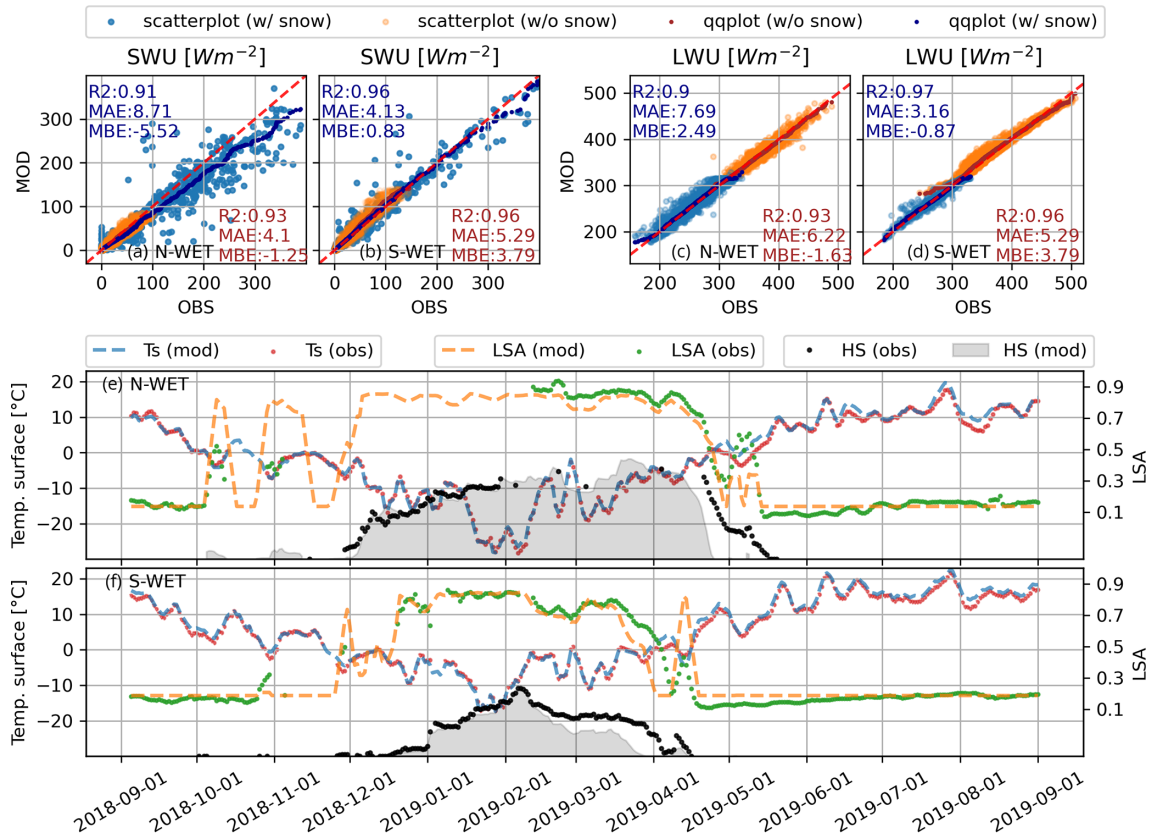 scatterplot (w/ snow) scatterplot (w/o snow) qqplot (w/o snow) qqplot (w/ snow)
SWU [Wm⁻²] SWU [Wm⁻²] LWU [Wm⁻²] LWU [Wm⁻²]
MOD
300
200
100
0
R2:0.91
MAE:8.71
MBE:-5.52
R2:0.93
MAE:4.1
MBE:-1.25
(a) N-WET
0 100 200 300
OBS
R2:0.96
MAE:4.13
MBE:0.83
R2:0.96
MAE:5.29
MBE:3.79
(b) S-WET
0 100 200 300
OBS
MOD
500
400
300
200
R2:0.9
MAE:7.69
MBE:2.49
R2:0.93
MAE:6.22
MBE:-1.63
(c) N-WET
200 300 400 500
OBS
R2:0.97
MAE:3.16
MBE:-0.87
R2:0.96
MAE:5.29
MBE:3.79
(d) S-WET
200 300 400 500
OBS
Ts (mod) Ts (obs) LSA (mod) LSA (obs) HS (obs) HS (mod)
(e) N-WET
Temp. surface [°C]
20
10
0
−10
−20
0.9
0.7
0.5
0.3
0.1
LSA
(f) S-WET
Temp. surface [°C]
20
10
0
−10
−20
0.9
0.7
0.5
0.3
0.1
LSA
2018-09-01 2018-10-01 2018-11-01 2018-12-01 2019-01-01 2019-02-01 2019-03-01 2019-04-01 2019-05-01 2019-06-01 2019-07-01 2019-08-01 2019-09-01